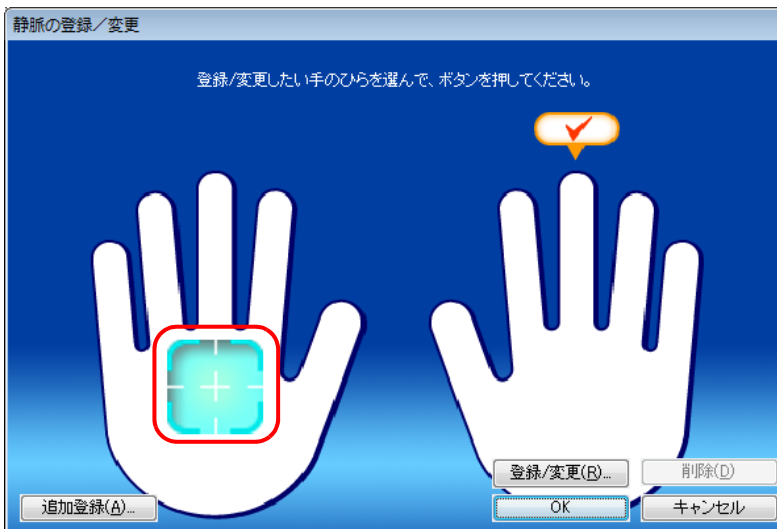 静脈の登録／変更
登録/変更したい手のひらを選んで、ボタンを押してください。
登録/変更(R)...
削除(D)
追加登録(A)...
OK
キャンセル